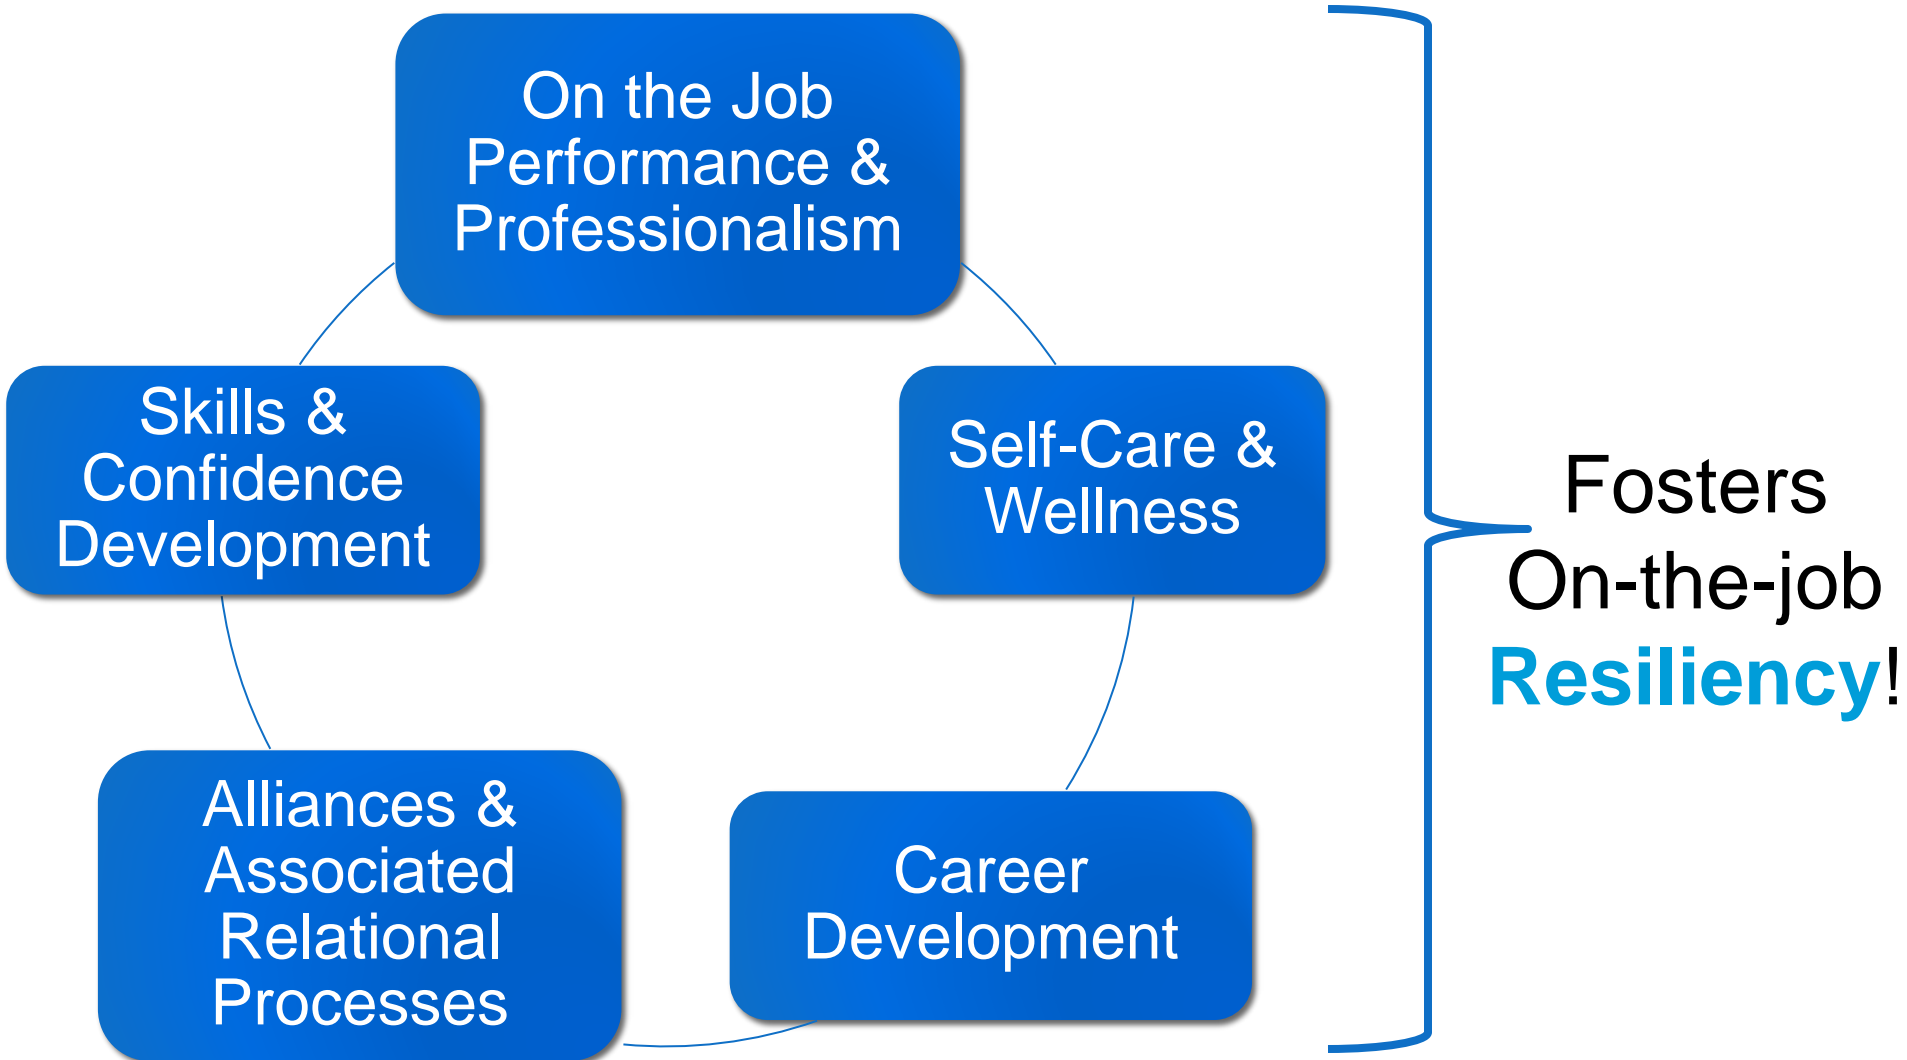 On the Job
Performance &
Professionalism
Skills &
Confidence
Development
Self-Care &
Wellness
Alliances &
Associated
Relational
Processes
Career
Development
Fosters
On-the-job
Resiliency!